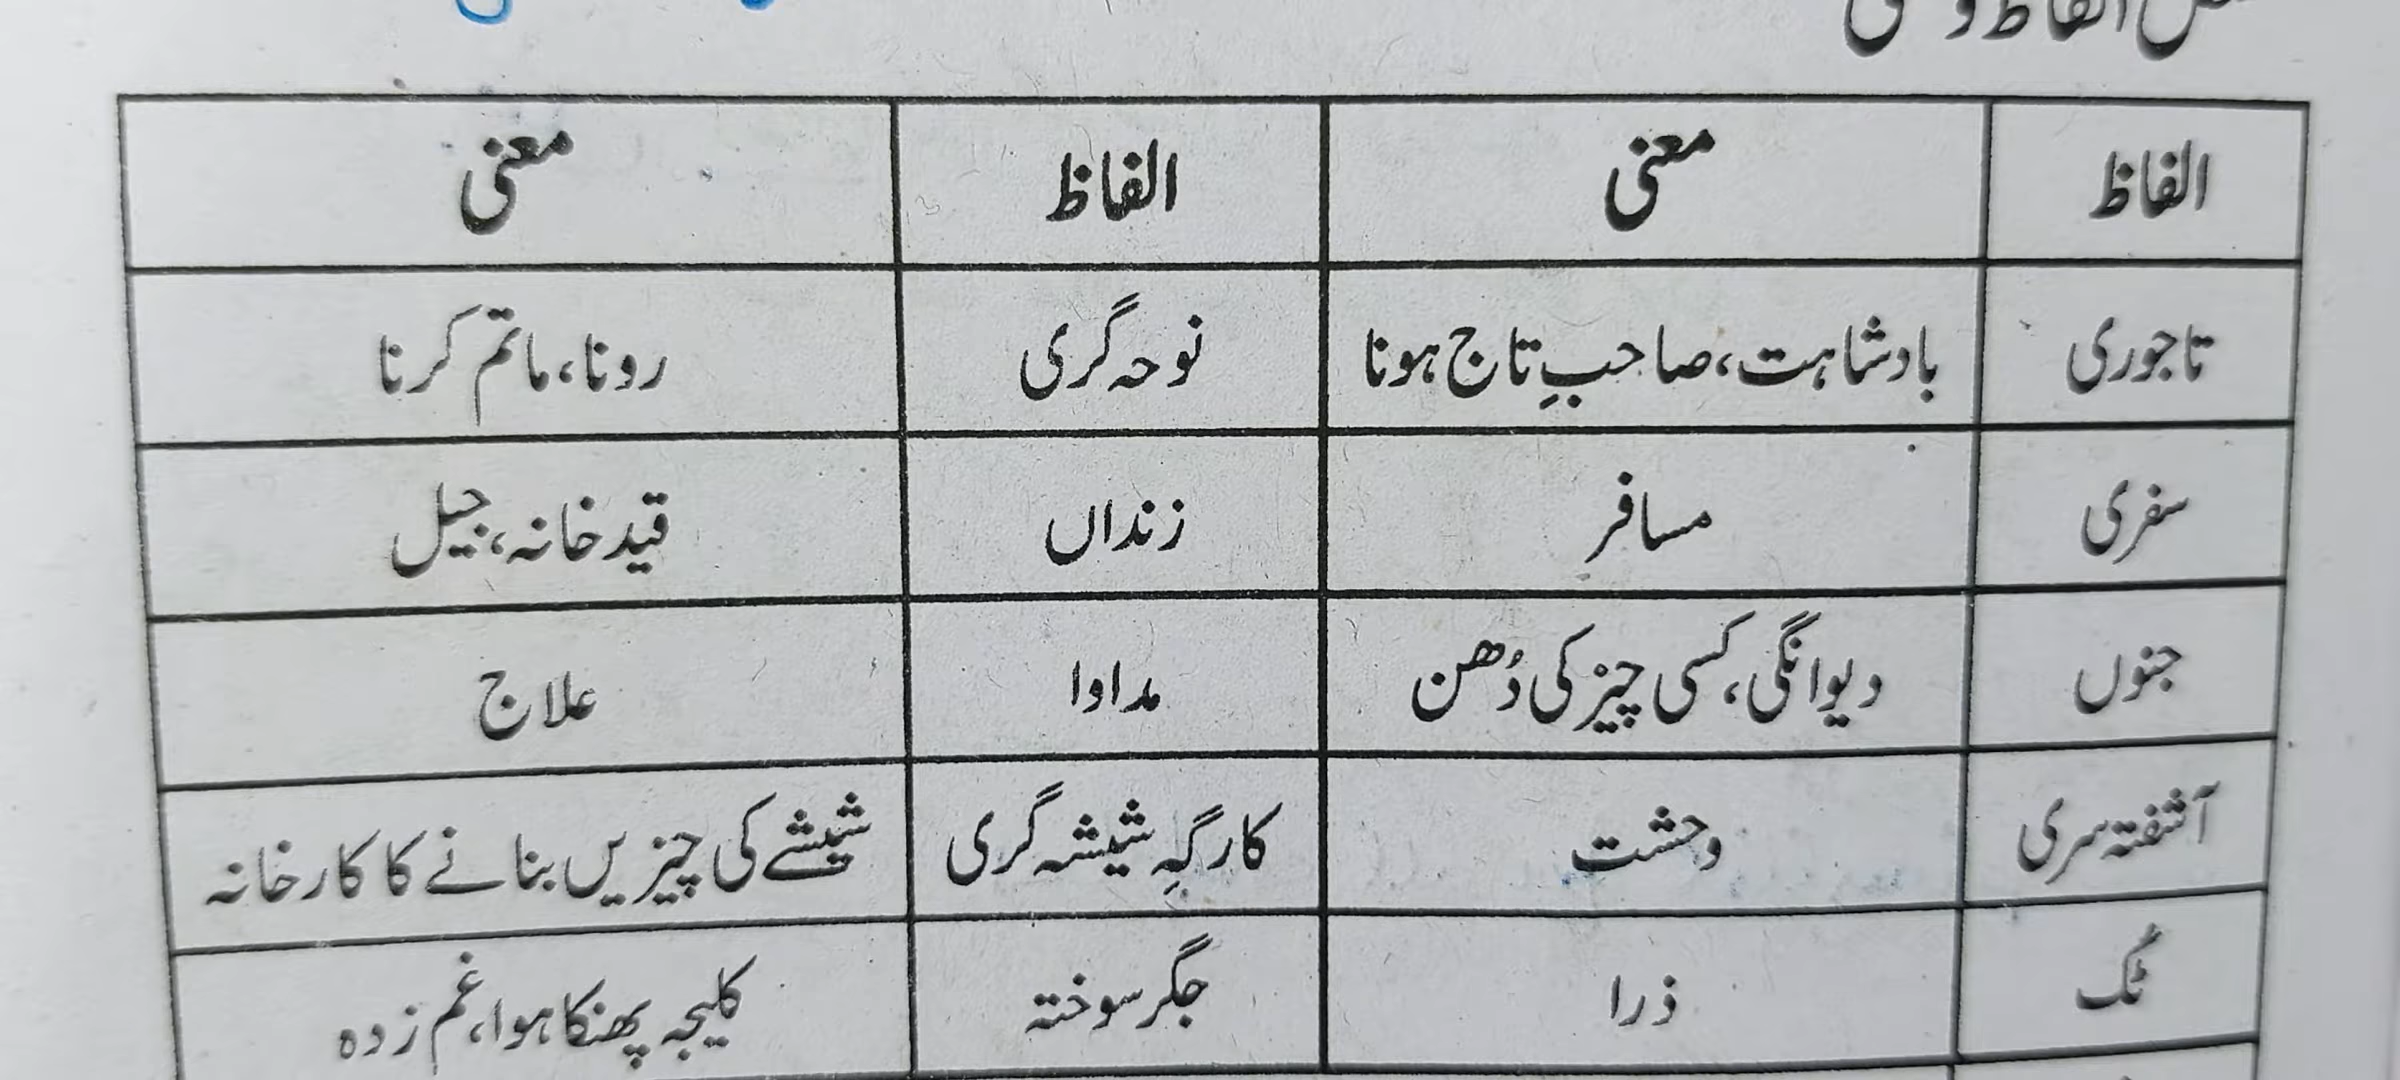 الفاظ و
الفاظ معنی الفاظ معنی
تاجوری بادشاہت، صاحبِ تاج ہونا نوحہ گری رونا، ماتم کرنا
سفری مسافر زنداں قید خانہ، جیل
جنوں دیوانگی، کسی چیز کی دُھن مداوا علاج
آشفتہ سری وحشت کارگہِ شیشہ گری شیشے کی چیزیں بنانے کا کارخانہ
ٹُک ذرا جگر سوختہ کلیجہ پھنکا ہوا، غم زدہ